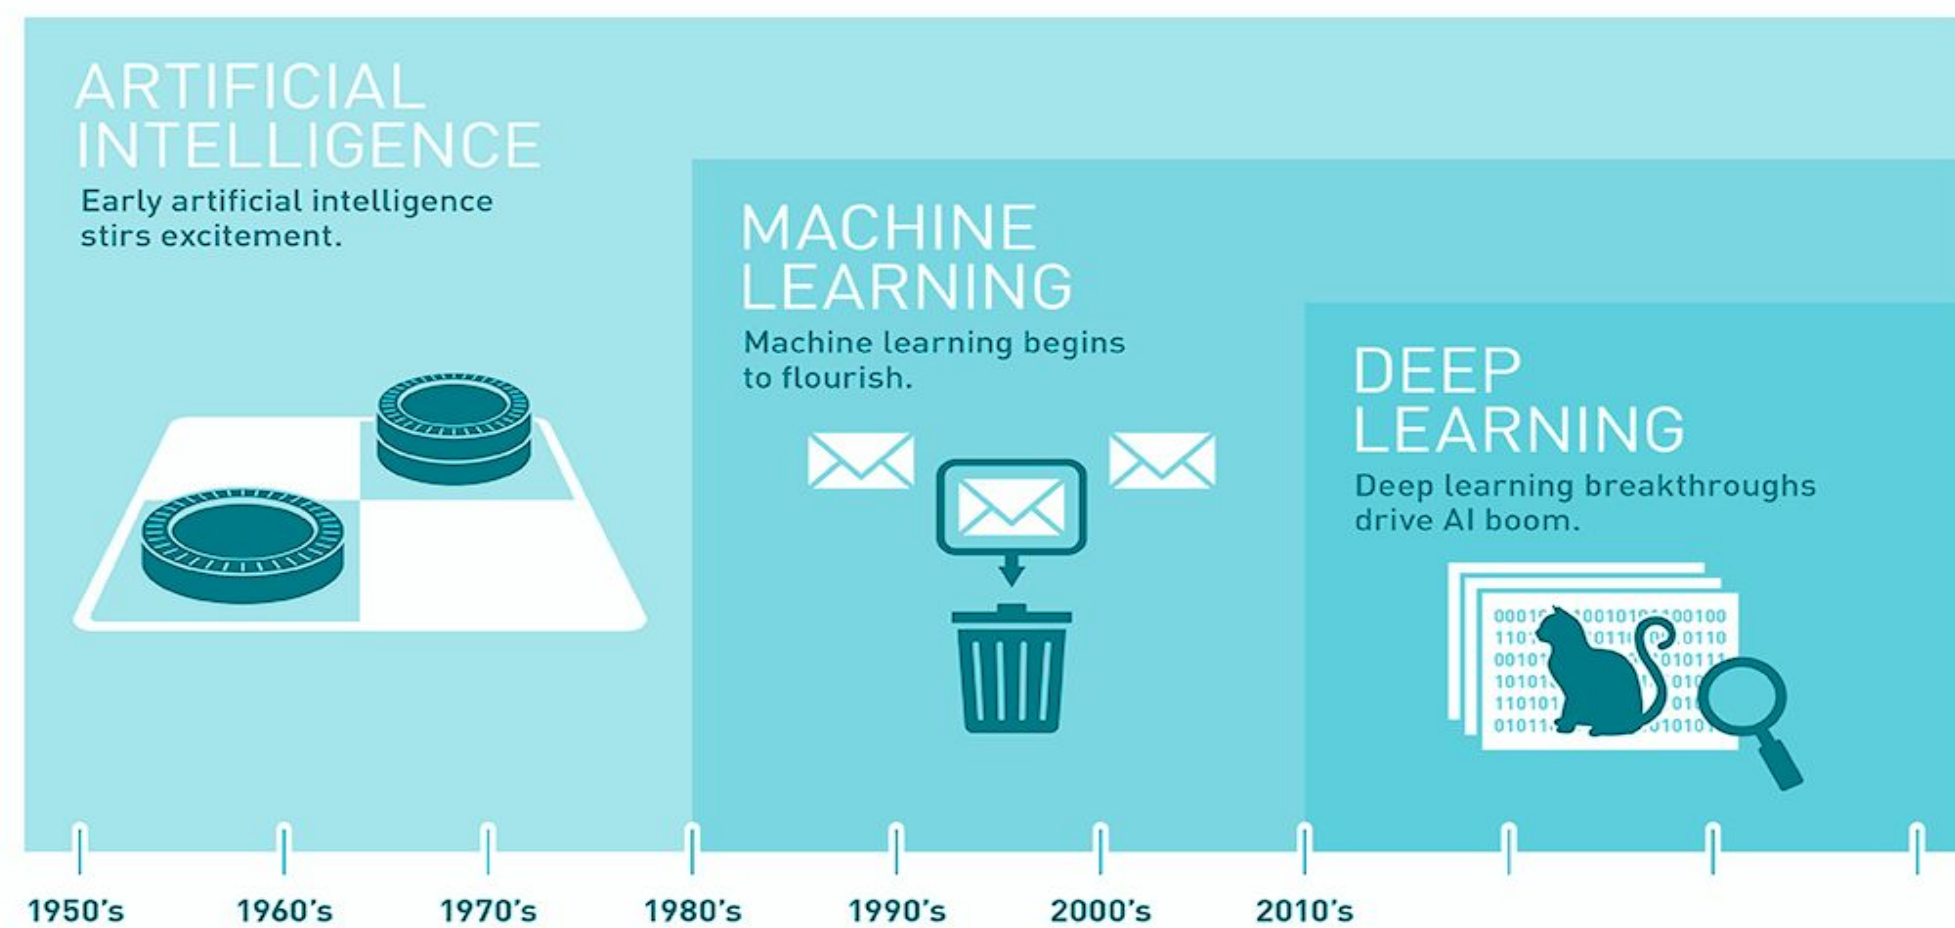 ARTIFICIAL
INTELLIGENCE
Early artificial intelligence
stirs excitement.
MACHINE
LEARNING
Machine learning begins
to flourish.
DEEP
LEARNING
Deep learning breakthroughs
drive AI boom.
1950's
1960's
1970's
1980's
1990's
2000's
2010's